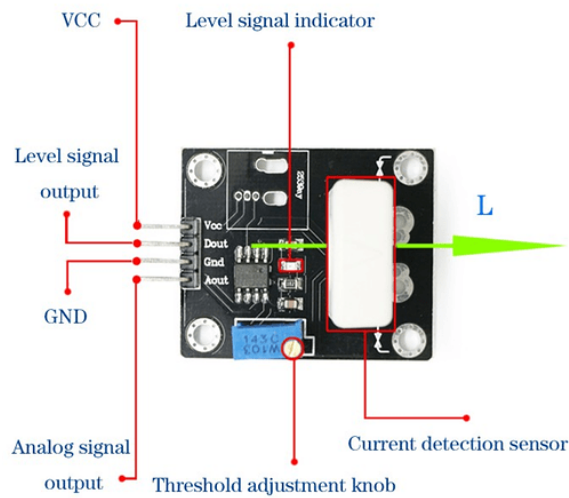 VCC
Level signal indicator
Level signal
output
Vcc
Dout
Gnd
Aout
L
GND
103W
Analog signal
output
Current detection sensor
Threshold adjustment knob